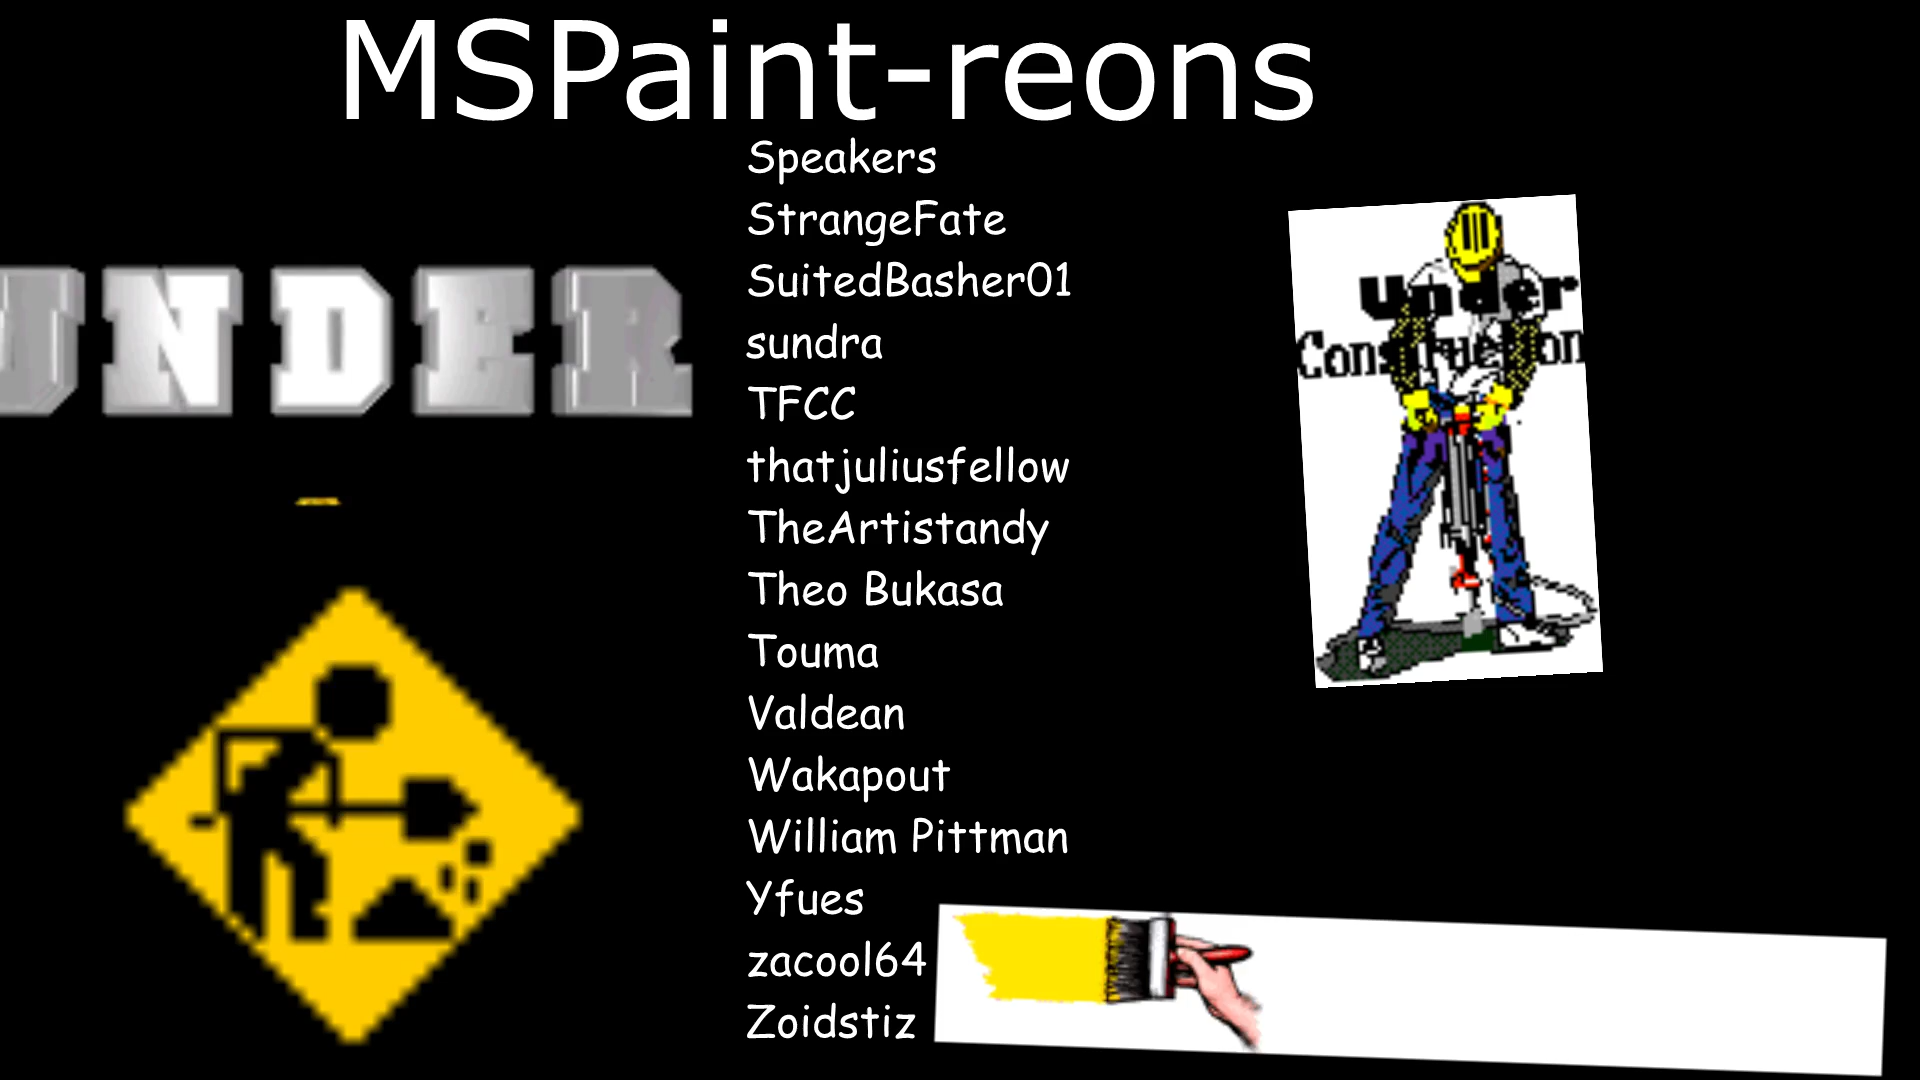 MSPaint-reons
Speakers
StrangeFate
SuitedBasher01
sundra
TFCC
thatjuliusfellow
TheArtistandy
Theo Bukasa
Touma
Valdean
Wakapout
William Pittman
Yfues
zacool64
Zoidstiz
UNDER
Under
Construction